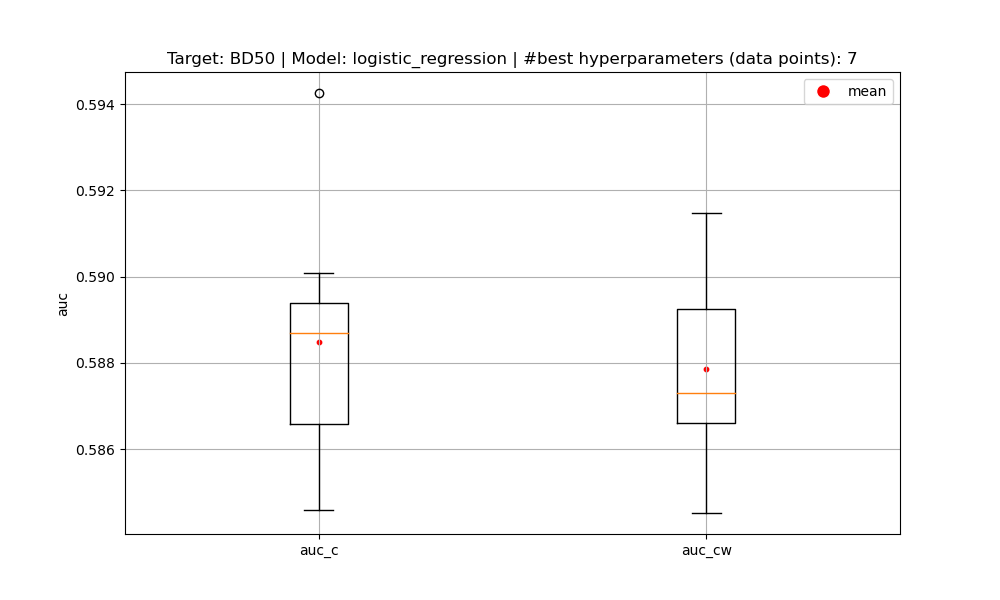 Target: BD50 | Model: logistic_regression | #best hyperparameters (data points): 7
mean
0.594
0.592
0.590
0.588
0.586
auc
auc_c
auc_cw